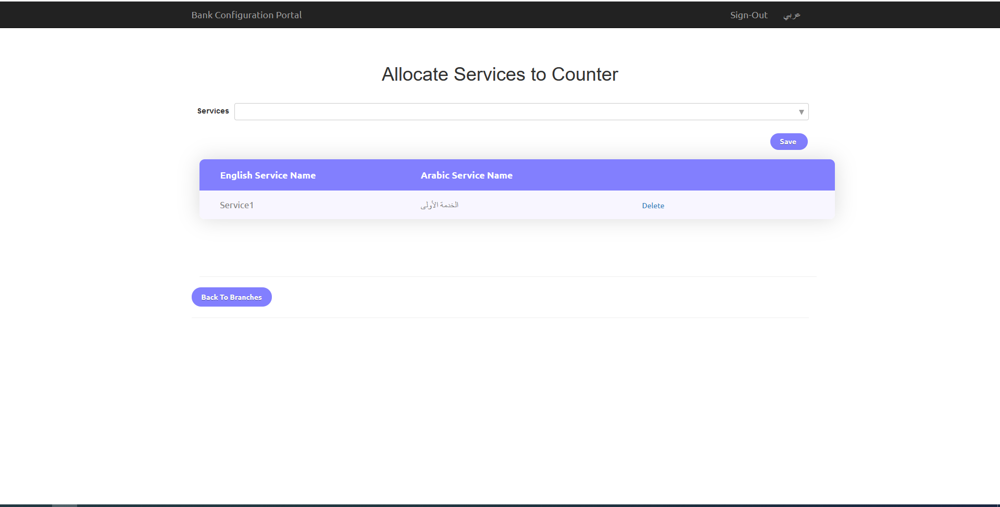 Bank Configuration Portal
Sign-Out
عربي
Allocate Services to Counter
Services
Save
English Service Name Arabic Service Name
Service1 الخدمة الأولى Delete
Back To Branches